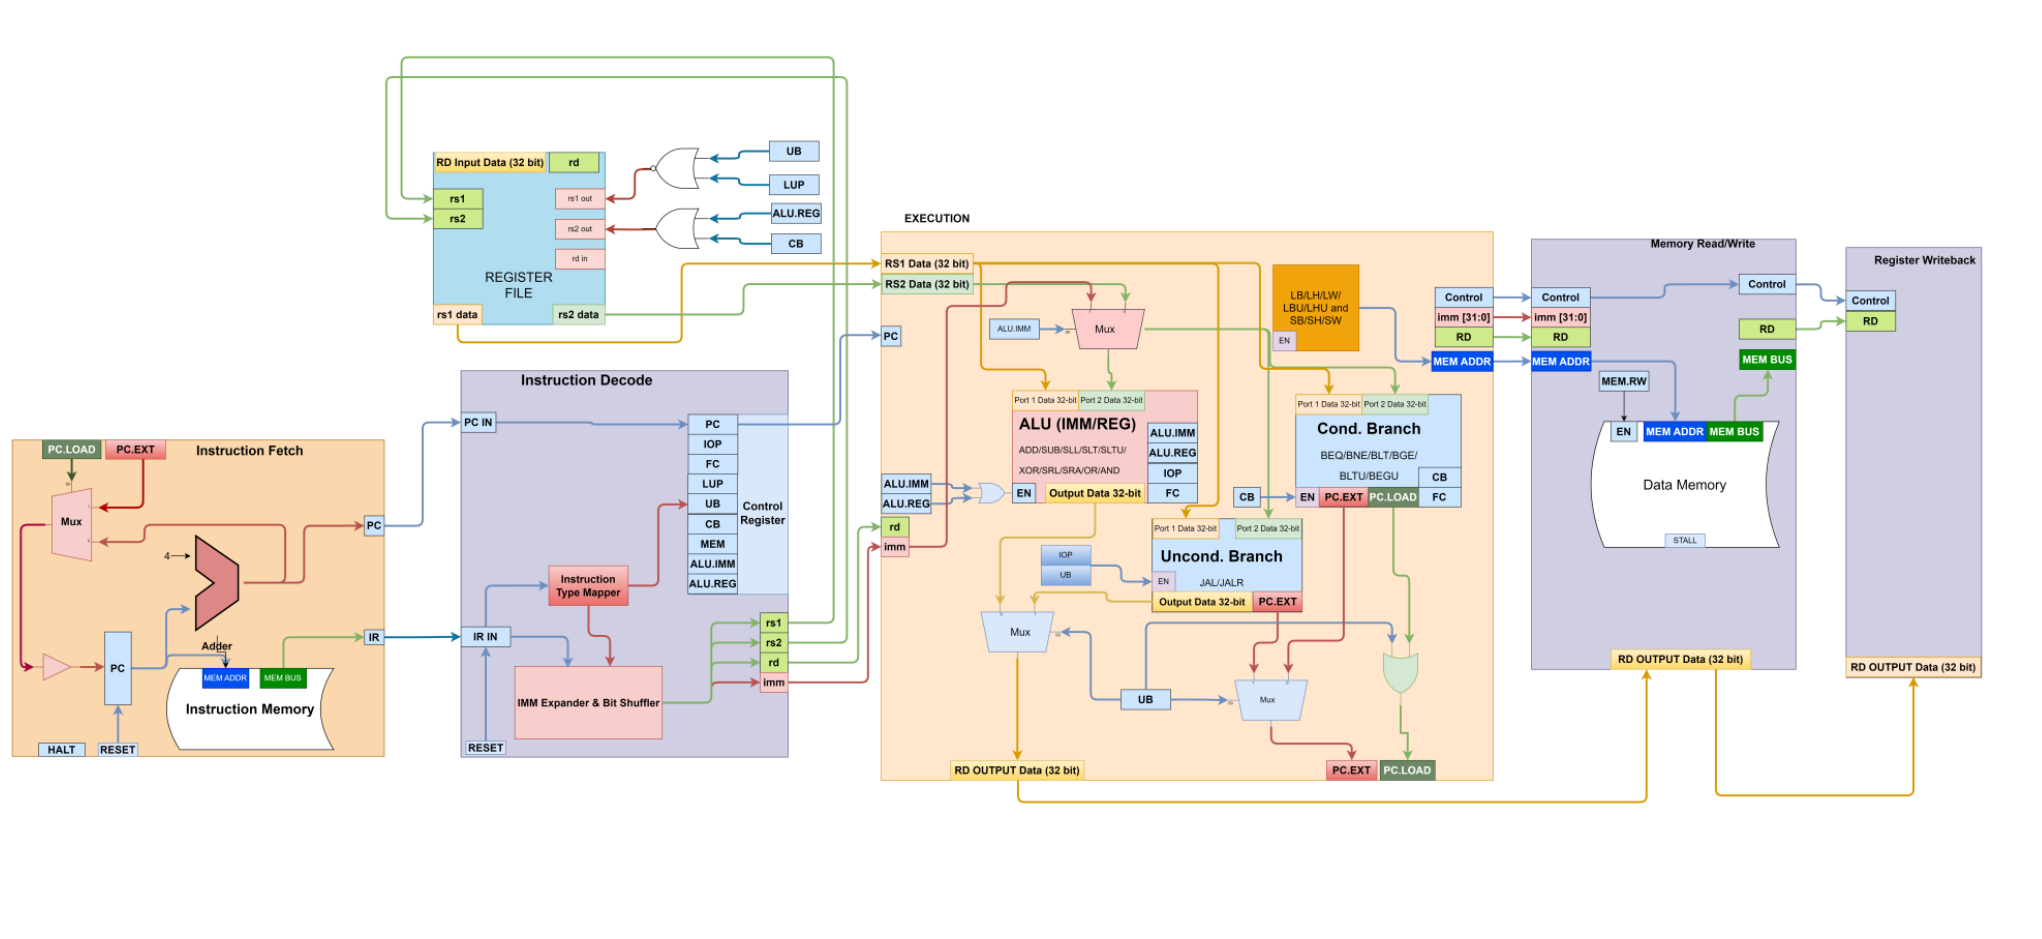 RD Input Data (32 bit)
rd
rs1
rs2
rs1 out
rs2 out
rd in
REGISTER
FILE
rs1 data
rs2 data
UB
LUP
ALU.REG
CB
Instruction Fetch
PC.LOAD
PC.EXT
Mux
4
Adder
PC
PC
IR
MEM ADDR
MEM BUS
Instruction Memory
HALT
RESET
Instruction Decode
PC IN
IR IN
RESET
Instruction
Type Mapper
IMM Expander & Bit Shuffler
PC
IOP
FC
LUP
UB
CB
MEM
ALU.IMM
ALU.REG
Control
Register
rs1
rs2
rd
imm
EXECUTION
RS1 Data (32 bit)
RS2 Data (32 bit)
PC
ALU.IMM
ALU.REG
rd
imm
ALU.IMM
Mux
Port 1 Data 32-bit
Port 2 Data 32-bit
ALU (IMM/REG)
ADD/SUB/SLL/SLT/SLTU/
XOR/SRL/SRA/OR/AND
ALU.IMM
ALU.REG
IOP
FC
EN
Output Data 32-bit
LB/LH/LW/
LBU/LHU and
SB/SH/SW
EN
Port 1 Data 32-bit
Port 2 Data 32-bit
Cond. Branch
BEQ/BNE/BLT/BGE/
BLTU/BEGU
CB
FC
CB
EN
PC.EXT
PC.LOAD
Port 1 Data 32-bit
Port 2 Data 32-bit
Uncond. Branch
JAL/JALR
IOP
UB
EN
Output Data 32-bit
PC.EXT
Mux
UB
Mux
RD OUTPUT Data (32 bit)
PC.EXT
PC.LOAD
Control
imm [31:0]
RD
MEM ADDR
Memory Read/Write
Control
imm [31:0]
RD
MEM ADDR
Control
RD
MEM BUS
MEM.RW
EN
MEM ADDR
MEM BUS
Data Memory
STALL
RD OUTPUT Data (32 bit)
Register Writeback
Control
RD
RD OUTPUT Data (32 bit)